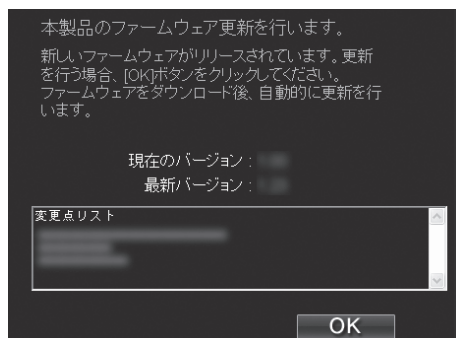 本製品のファームウェア更新を行います。
新しいファームウェアがリリースされています。更新
を行う場合、[OK]ボタンをクリックしてください。
ファームウェアをダウンロード後、自動的に更新を行
います。
現在のバージョン :
最新バージョン :
変更点リスト
OK